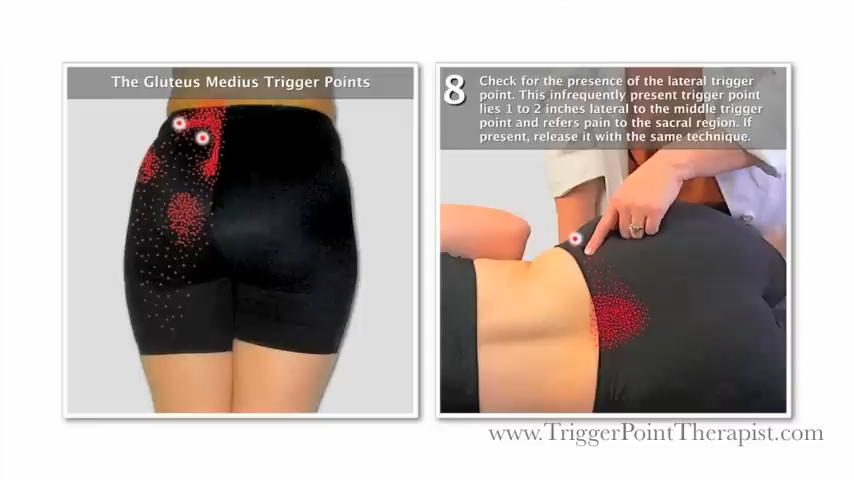 The Gluteus Medius Trigger Points
8
Check for the presence of the lateral trigger
point. This infrequently present trigger point
lies 1 to 2 inches lateral to the middle trigger
point and refers pain to the sacral region. If
present, release it with the same technique.
www.TriggerPointTherapist.com